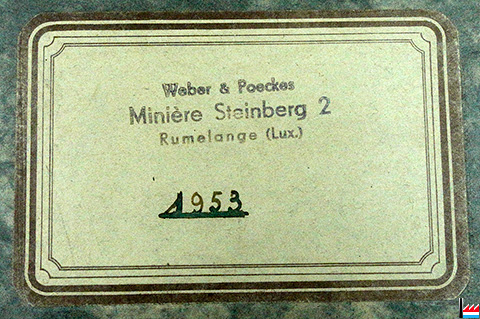 Weber & Poeckes
Minière Steinberg 2
Rumelange (Lux.)
1953